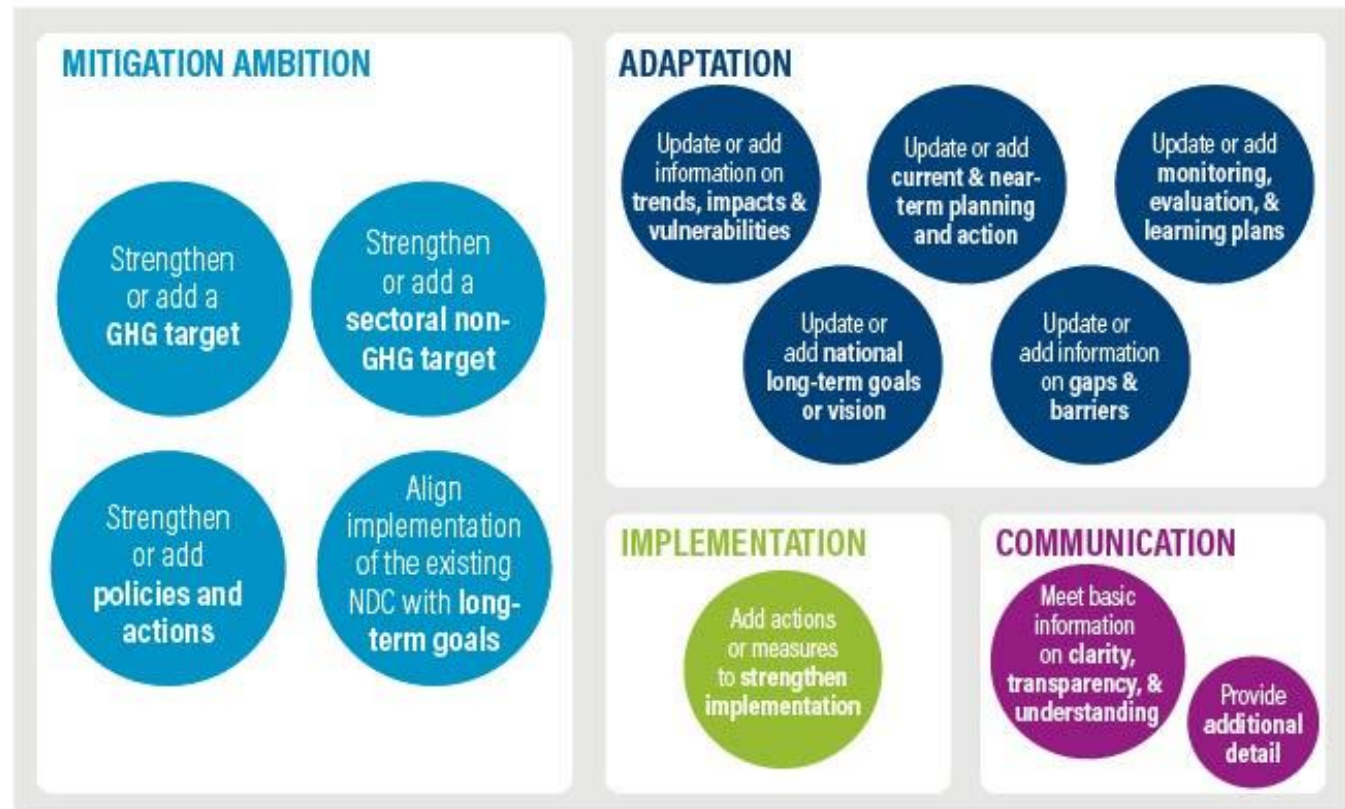 MITIGATION AMBITION
Strengthen
or add a
GHG target
Strengthen
or add a
sectoral non-
GHG target
Strengthen
or add
policies and
actions
Align
implementation
of the existing
NDC with long-
term goals
ADAPTATION
Update or add
information on
trends, impacts &
vulnerabilities
Update or add
current & near-
term planning
and action
Update or add
monitoring,
evaluation, &
learning plans
Update or
add national
long-term goals
or vision
Update or
add information
on gaps &
barriers
IMPLEMENTATION
Add actions
or measures
to strengthen
implementation
COMMUNICATION
Meet basic
information
on clarity,
transparency, &
understanding
Provide
additional
detail